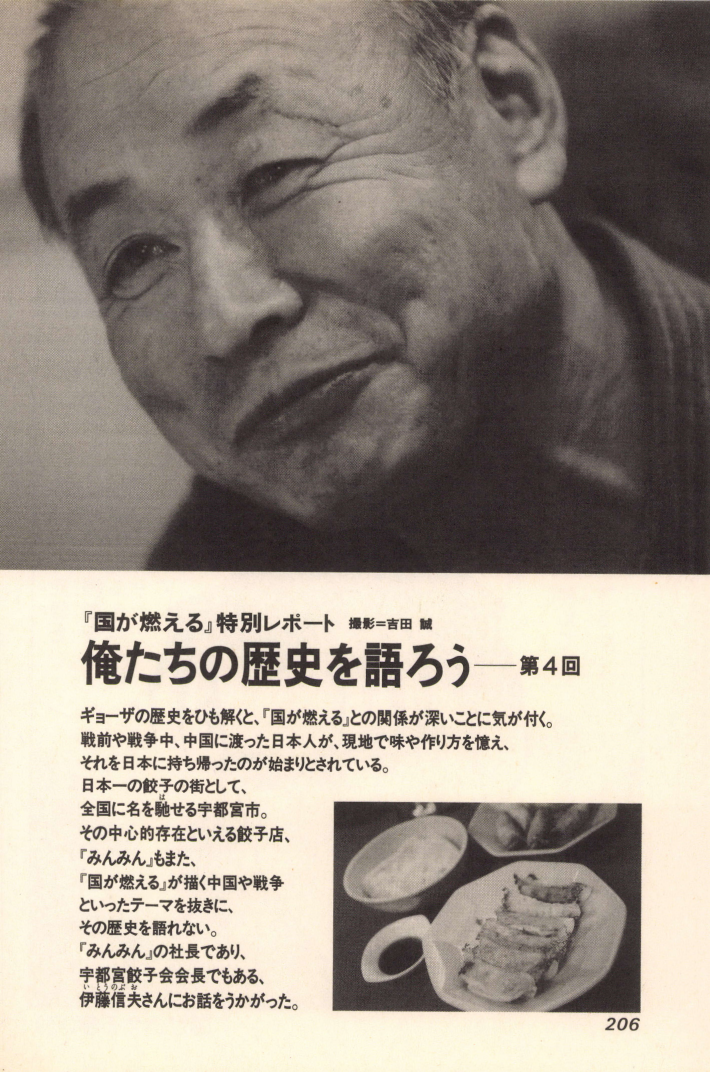 『国が燃える』特別レポート 撮影=吉田 誠
俺たちの歴史を語ろう――第4回
ギョーザの歴史をひも解くと、『国が燃える』との関係が深いことに気が付く。
戦前や戦争中、中国に渡った日本人が、現地で味や作り方を憶え、
それを日本に持ち帰ったのが始まりとされている。
日本一の餃子の街として、
は
全国に名を馳せる宇都宮市。
その中心的存在といえる餃子店、
『みんみん』もまた、
『国が燃える』が描く中国や戦争
といったテーマを抜きに、
その歴史を語れない。
『みんみん』の社長であり、
宇都宮餃子会会長でもある、
い とうのぶ お
伊藤信夫さんにお話をうかがった。
206